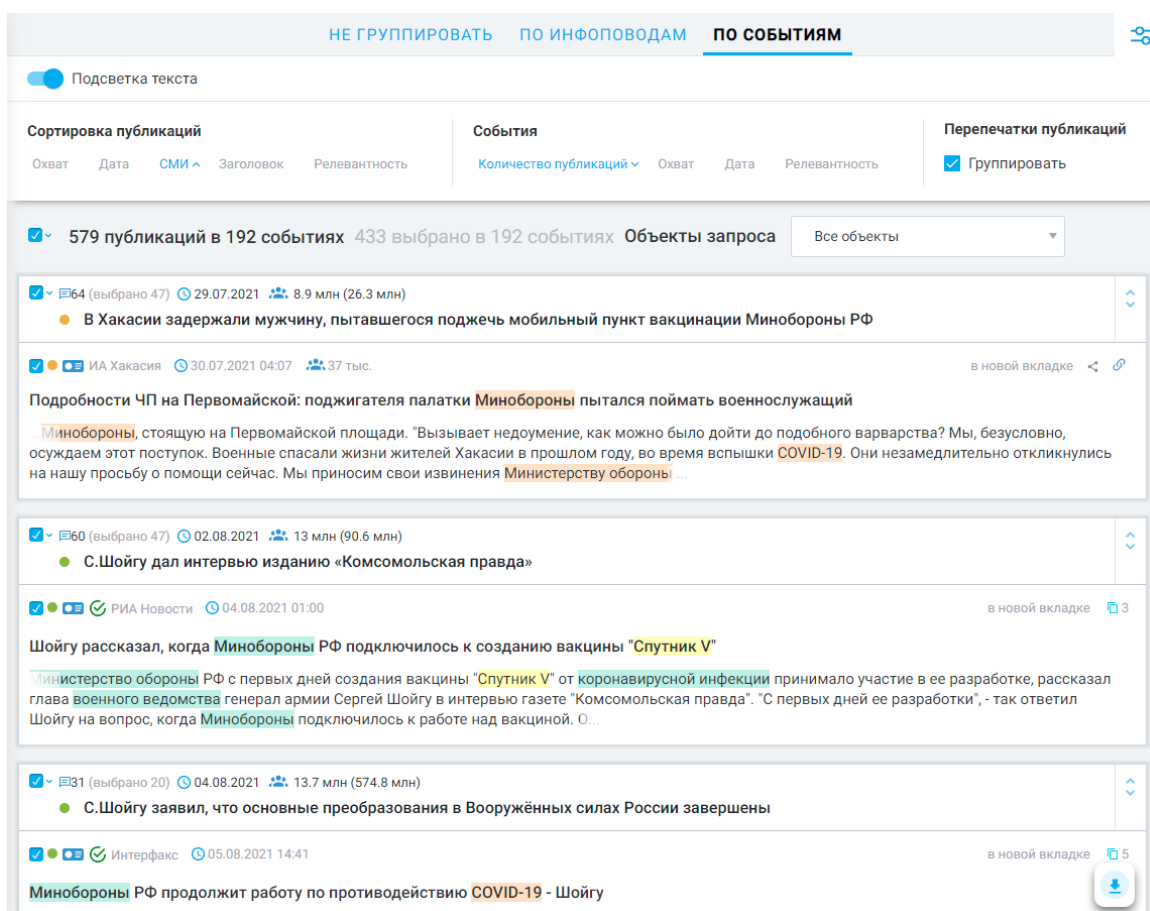 НЕ ГРУППИРОВАТЬ ПО ИНФОПОВОДАМ ПО СОБЫТИЯМ
Подсветка текста
Сортировка публикаций События Перепечатки публикаций
Охват Дата СМИ Заголовок Релевантность Количество публикаций Охват Дата Релевантность Группировать
579 публикаций в 192 событиях 433 выбрано в 192 событиях Объекты запроса Все объекты
64 (выбрано 47) 29.07.2021 8.9 млн (26.3 млн)
В Хакасии задержали мужчину, пытавшегося поджечь мобильный пункт вакцинации Минобороны РФ
ИА Хакасия 30.07.2021 04:07 37 тыс. в новой вкладке
Подробности ЧП на Первомайской: поджигателя палатки Минобороны пытался поймать военнослужащий
...Минобороны, стоящую на Первомайской площади. "Вызывает недоумение, как можно было дойти до подобного варварства? Мы, безусловно,
осуждаем этот поступок. Военные спасали жизни жителей Хакасии в прошлом году, во время вспышки COVID-19. Они незамедлительно откликнулись
на нашу просьбу о помощи сейчас. Мы приносим свои извинения Министерству обороны ...
60 (выбрано 47) 02.08.2021 13 млн (90.6 млн)
С.Шойгу дал интервью изданию «Комсомольская правда»
РИА Новости 04.08.2021 01:00 в новой вкладке 3
Шойгу рассказал, когда Минобороны РФ подключилось к созданию вакцины "Спутник V"
Министерство обороны РФ с первых дней создания вакцины "Спутник V" от коронавирусной инфекции принимало участие в ее разработке, рассказал
глава военного ведомства генерал армии Сергей Шойгу в интервью газете "Комсомольская правда". "С первых дней ее разработки", - так ответил
Шойгу на вопрос, когда Минобороны подключилось к работе над вакциной. О...
31 (выбрано 20) 04.08.2021 13.7 млн (574.8 млн)
С.Шойгу заявил, что основные преобразования в Вооружённых силах России завершены
Интерфакс 05.08.2021 14:41 в новой вкладке 5
Минобороны РФ продолжит работу по противодействию COVID-19 - Шойгу